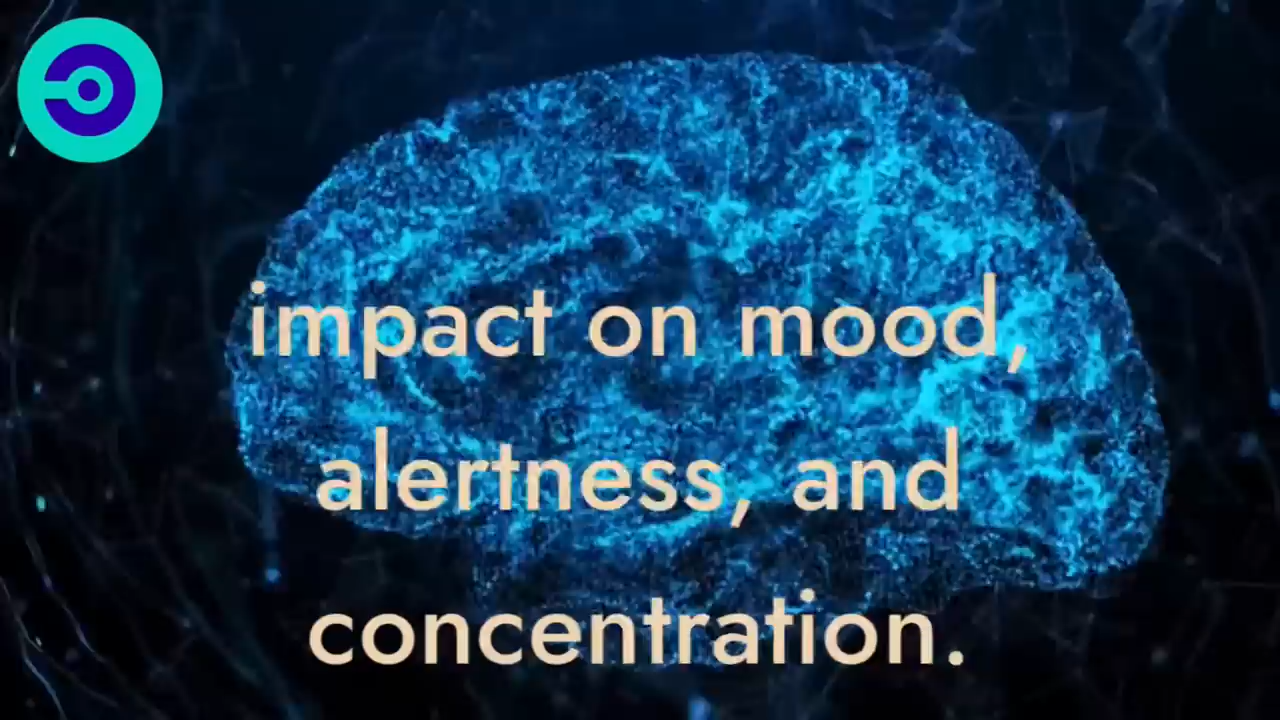 impact on mood,
alertness, and
concentration.